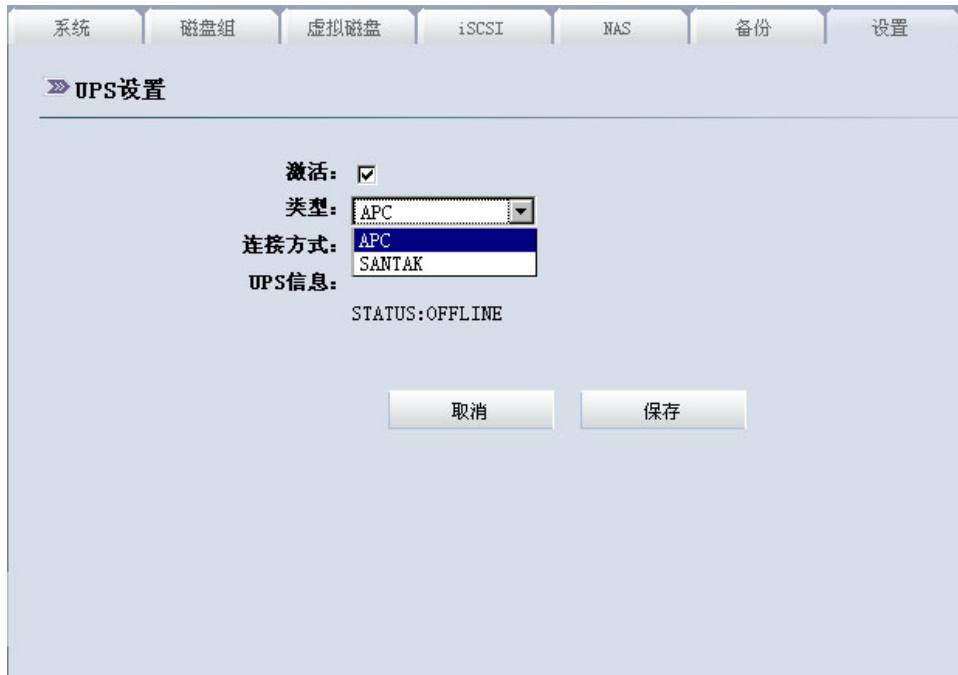 系统 磁盘组 虚拟磁盘 iSCSI NAS 备份 设置
UPS设置
激活:
类型: APC
连接方式: APC
SANTAK
UPS信息:
STATUS:OFFLINE
取消 保存